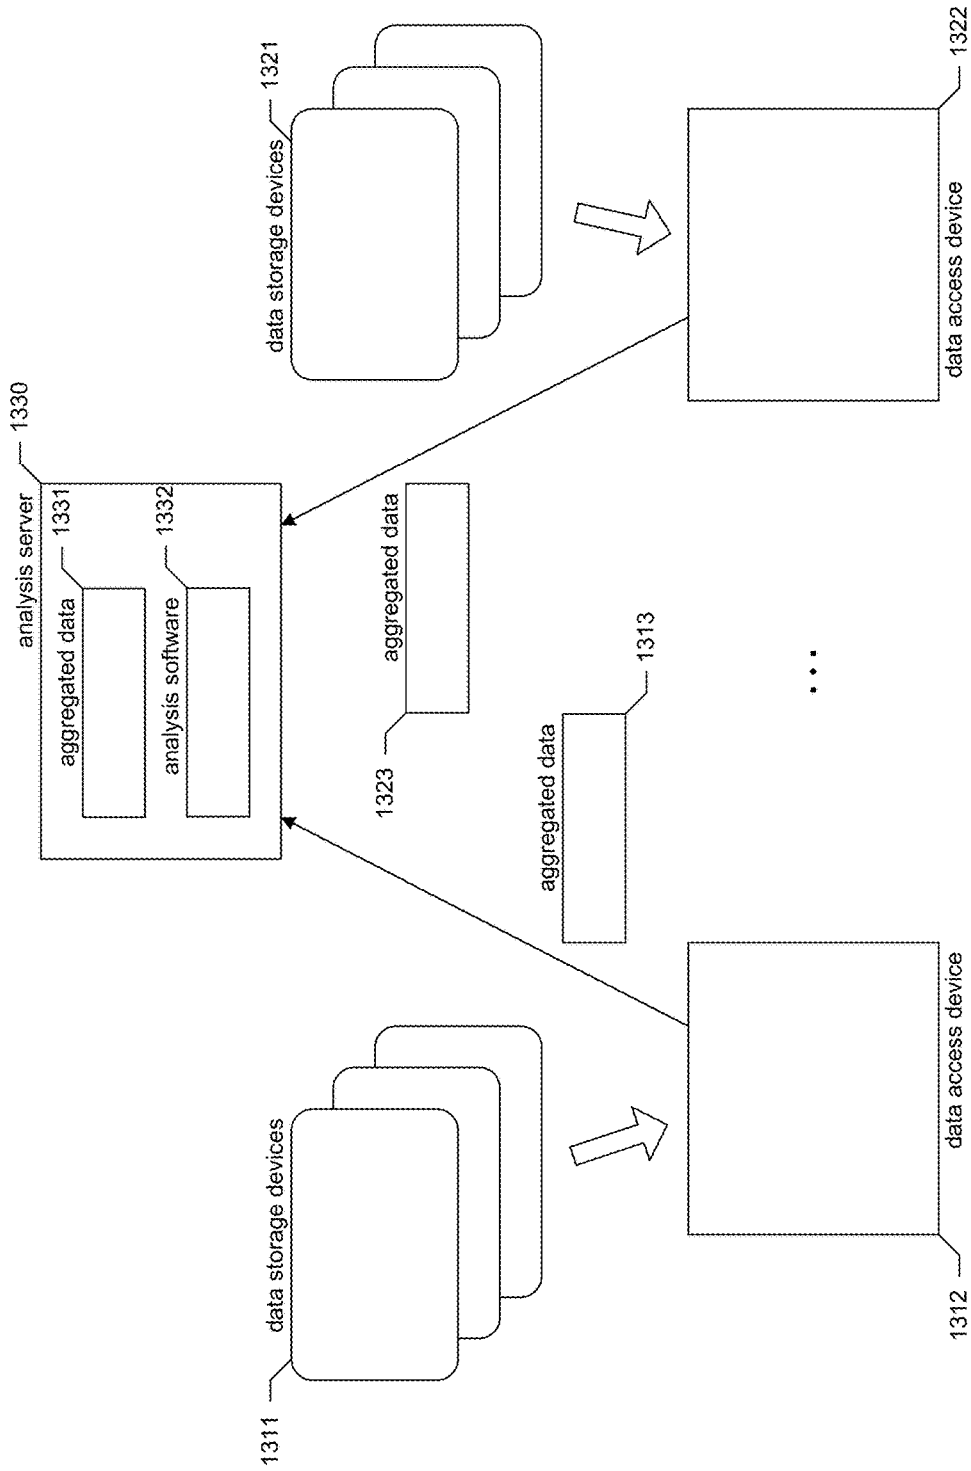 1330
analysis server
1331
aggregated data
1332
analysis software
1311
data storage devices
1321
data storage devices
1323
aggregated data
aggregated data
1313
...
1312
data access device
data access device
1322